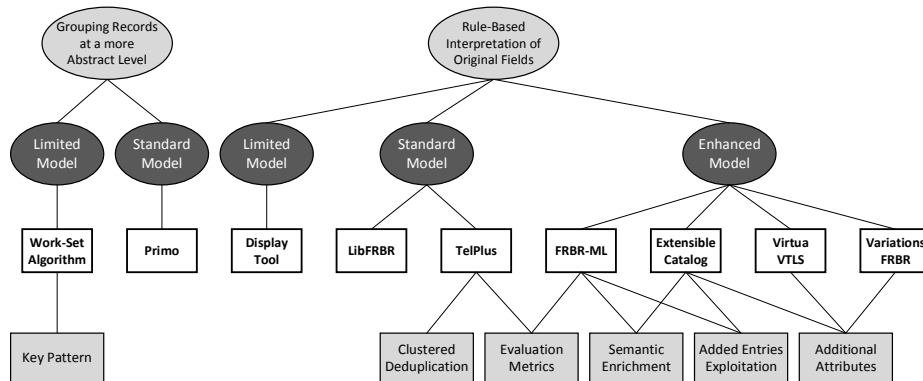 Grouping Records
at a more
Abstract Level
Rule-Based
Interpretation of
Original Fields
Limited
Model
Standard
Model
Limited
Model
Standard
Model
Enhanced
Model
Work-Set
Algorithm
Primo
Display
Tool
LibFRBR
TelPlus
FRBR-ML
Extensible
Catalog
Virtua
VTLS
Variations
FRBR
Key Pattern
Clustered
Deduplication
Evaluation
Metrics
Semantic
Enrichment
Added Entries
Exploitation
Additional
Attributes